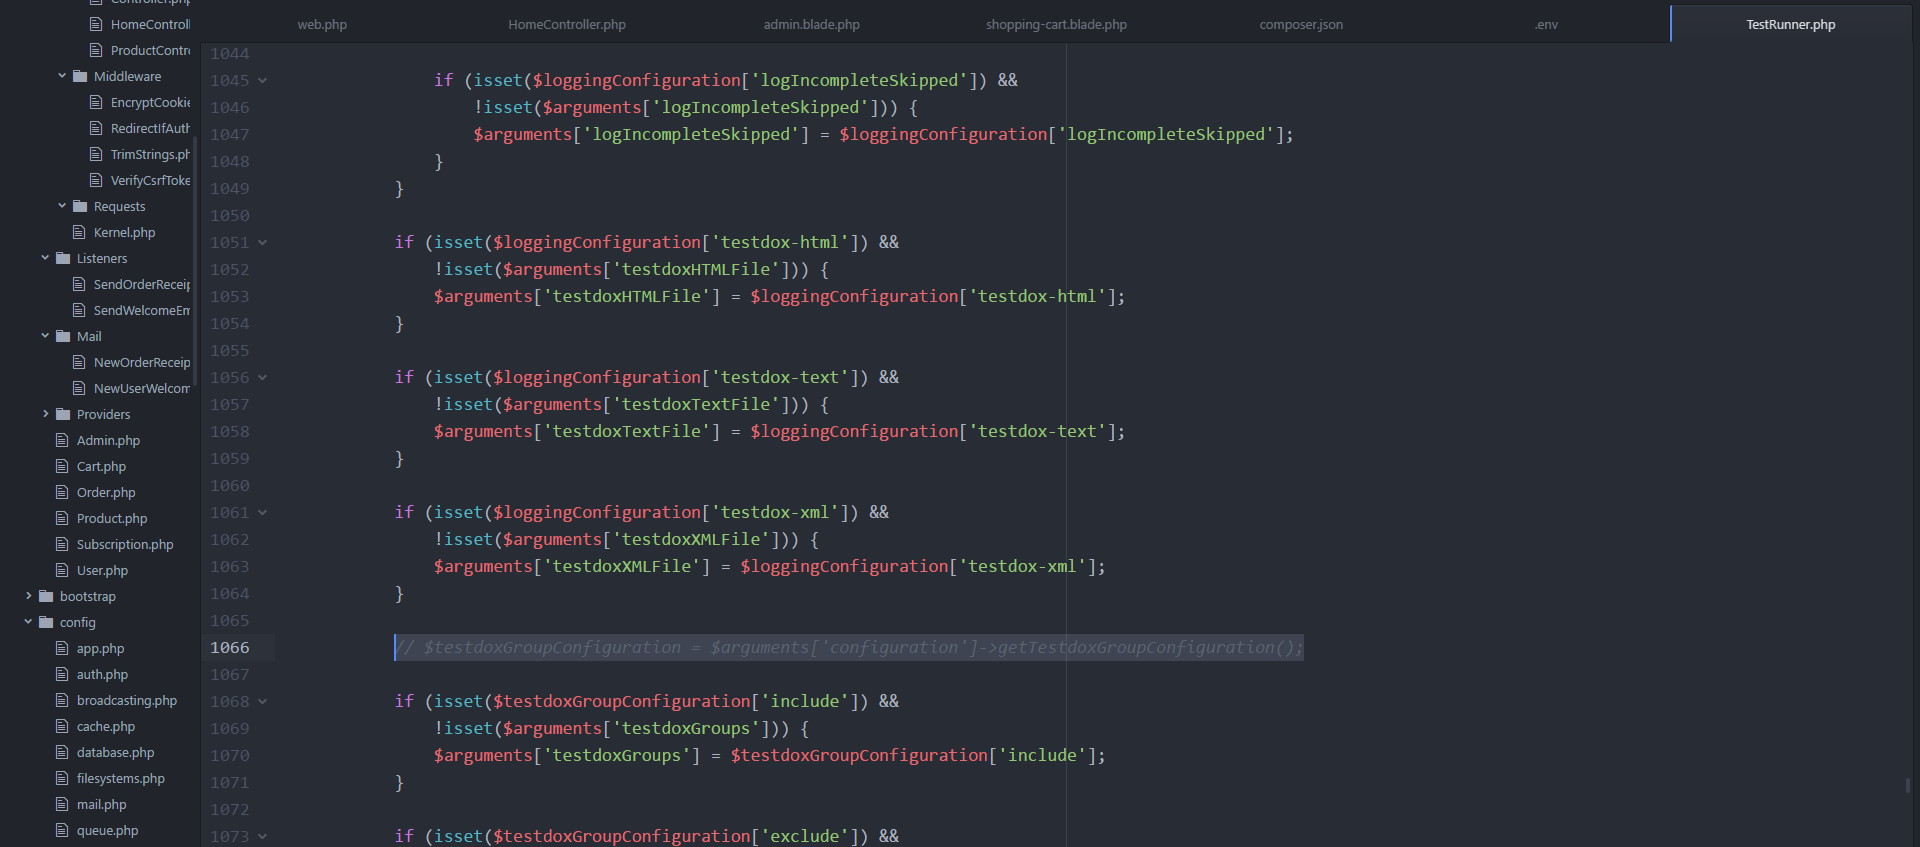 web.php
HomeController.php
admin.blade.php
shopping-cart.blade.php
composer.json
.env
TestRunner.php
Controller.php
HomeControll
ProductContro
Middleware
EncryptCookie
RedirectIfAuth
TrimStrings.ph
VerifyCsrfToke
Requests
Kernel.php
Listeners
SendOrderReceip
SendWelcomeEm
Mail
NewOrderReceip
NewUserWelcom
Providers
Admin.php
Cart.php
Order.php
Product.php
Subscription.php
User.php
bootstrap
config
app.php
auth.php
broadcasting.php
cache.php
database.php
filesystems.php
mail.php
queue.php
1044
1045 if (isset($loggingConfiguration['logIncompleteSkipped']) &&
1046 !isset($arguments['logIncompleteSkipped'])) {
1047 $arguments['logIncompleteSkipped'] = $loggingConfiguration['logIncompleteSkipped'];
1048 }
1049 }
1050
1051 if (isset($loggingConfiguration['testdox-html']) &&
1052 !isset($arguments['testdoxHTMLFile'])) {
1053 $arguments['testdoxHTMLFile'] = $loggingConfiguration['testdox-html'];
1054 }
1055
1056 if (isset($loggingConfiguration['testdox-text']) &&
1057 !isset($arguments['testdoxTextFile'])) {
1058 $arguments['testdoxTextFile'] = $loggingConfiguration['testdox-text'];
1059 }
1060
1061 if (isset($loggingConfiguration['testdox-xml']) &&
1062 !isset($arguments['testdoxXMLFile'])) {
1063 $arguments['testdoxXMLFile'] = $loggingConfiguration['testdox-xml'];
1064 }
1065
1066 // $testdoxGroupConfiguration = $arguments['configuration']->getTestdoxGroupConfiguration();
1067
1068 if (isset($testdoxGroupConfiguration['include']) &&
1069 !isset($arguments['testdoxGroups'])) {
1070 $arguments['testdoxGroups'] = $testdoxGroupConfiguration['include'];
1071 }
1072
1073 if (isset($testdoxGroupConfiguration['exclude']) &&